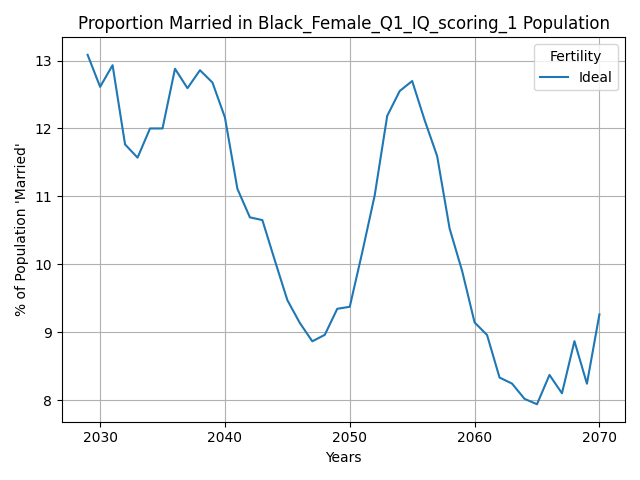 Proportion Married in Black_Female_Q1_IQ_scoring_1 Population
Fertility
Ideal
% of Population 'Married'
13
12
11
10
9
8
2030 2040 2050 2060 2070
Years